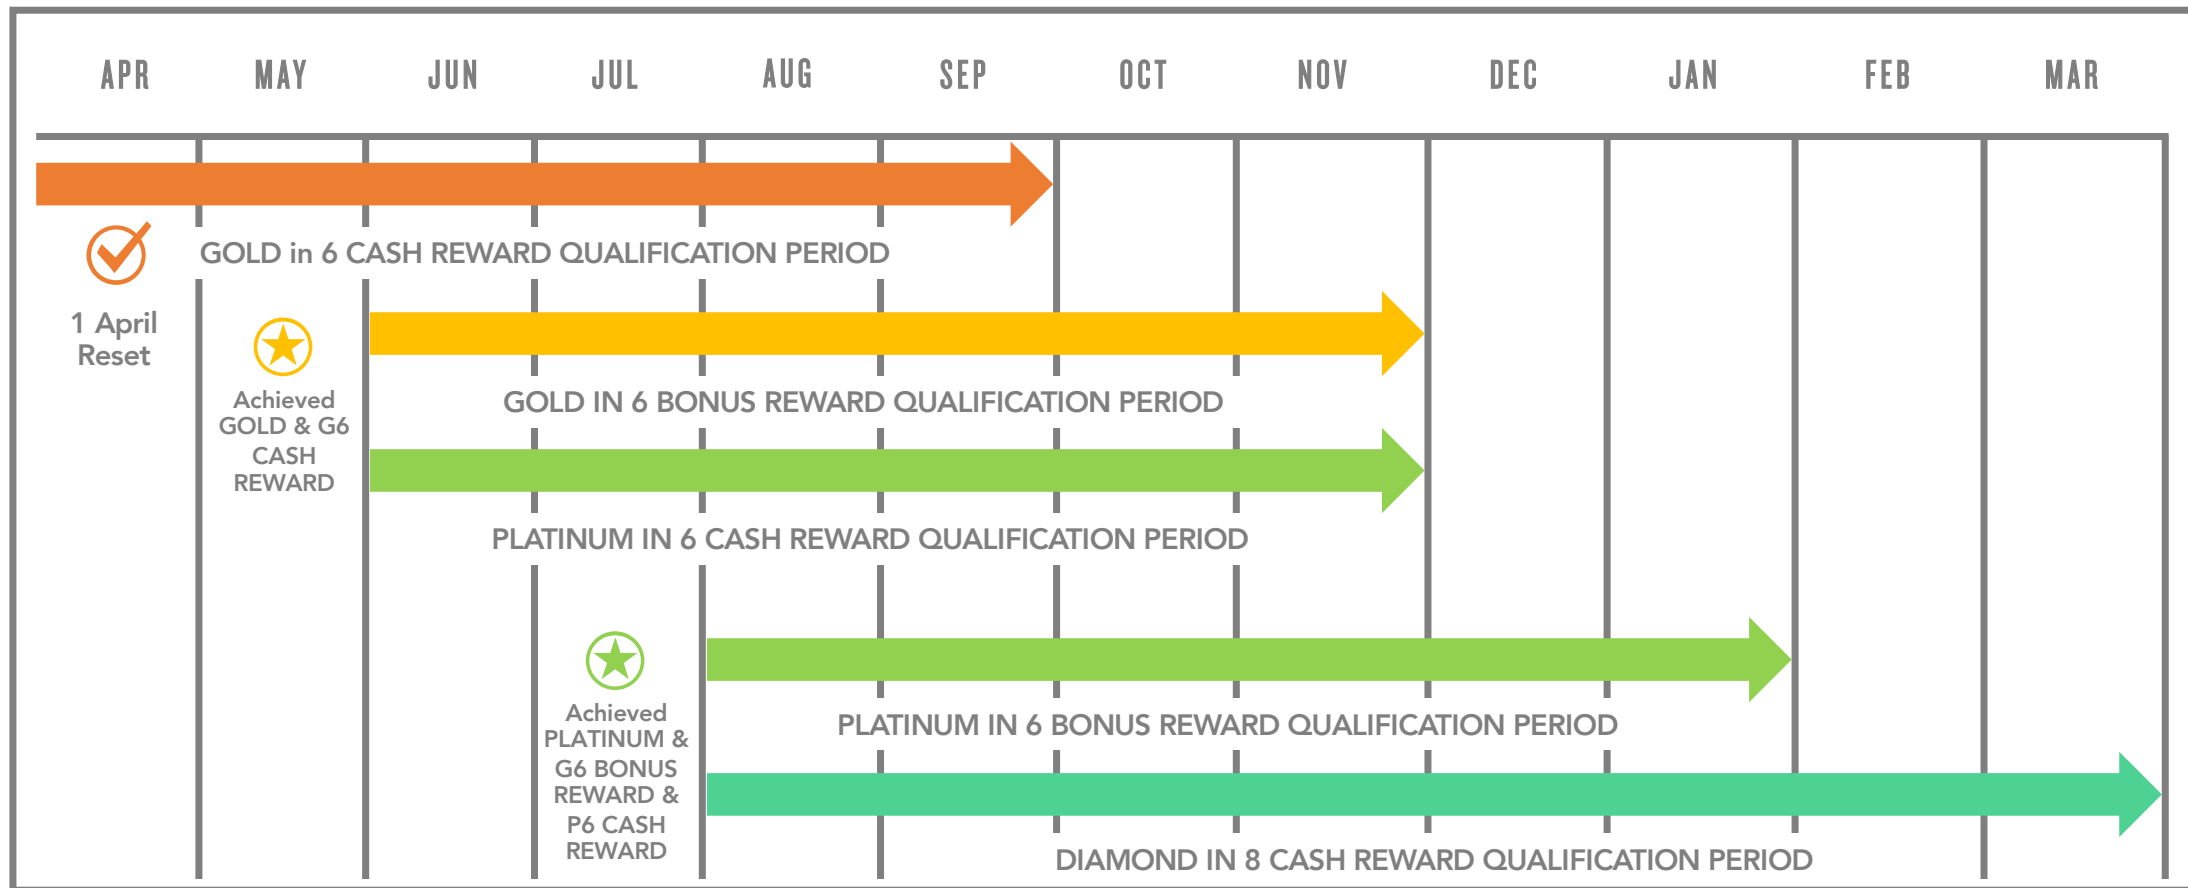 APR MAY JUN JUL AUG SEP OCT NOV DEC JAN FEB MAR
GOLD in 6 CASH REWARD QUALIFICATION PERIOD
1 April
Reset
Achieved
GOLD & G6
CASH
REWARD
GOLD IN 6 BONUS REWARD QUALIFICATION PERIOD
PLATINUM IN 6 CASH REWARD QUALIFICATION PERIOD
Achieved
PLATINUM &
G6 BONUS
REWARD &
P6 CASH
REWARD
PLATINUM IN 6 BONUS REWARD QUALIFICATION PERIOD
DIAMOND IN 8 CASH REWARD QUALIFICATION PERIOD